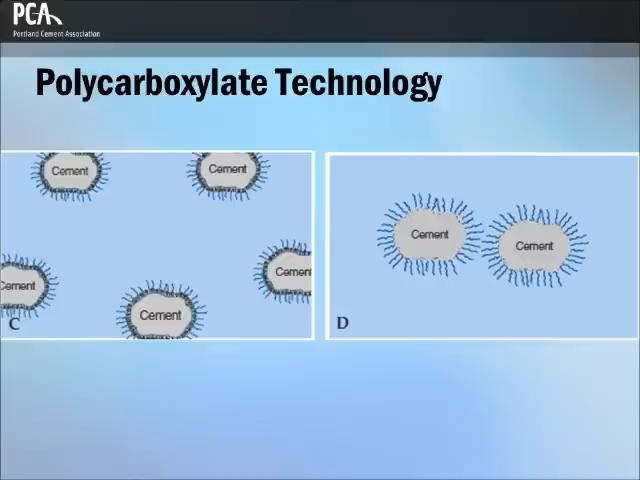 PCA
Portland Cement Association
Polycarboxylate Technology
Cement
Cement
Cement
Cement
Cement
C
Cement
Cement
D